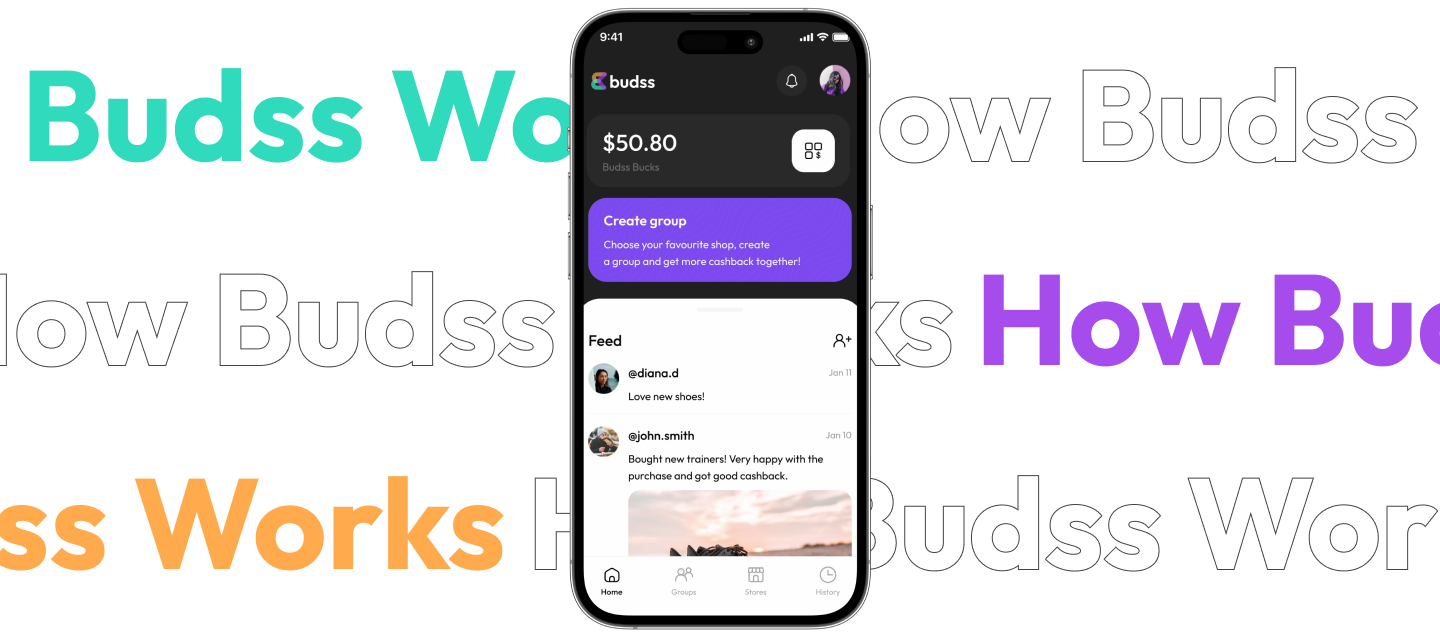 Budss Wo
ow Budss
ow Budss
ks How Bud
ss Works H
Budss Wor
9:41
budss
$50.80
Budss Bucks
$
Create group
Choose your favourite shop, create
a group and get more cashback together!
Feed
@diana.d
Jan 11
Love new shoes!
@john.smith
Jan 10
Bought new trainers! Very happy with the
purchase and got good cashback.
Home
Groups
Stores
History